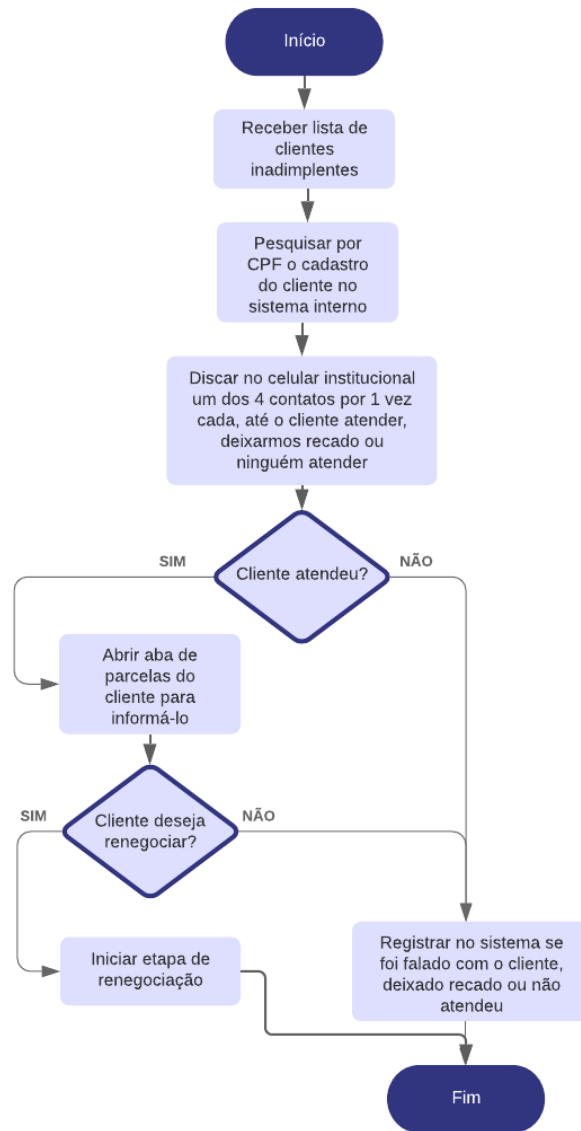 Início
Receber lista de
clientes
inadimplentes
Pesquisar por
CPF o cadastro
do cliente no
sistema interno
Discar no celular institucional
um dos 4 contatos por 1 vez
cada, até o cliente atender,
deixarmos recado ou
ninguém atender
Cliente atendeu?
SIM
NÃO
Abrir aba de
parcelas do
cliente para
informá-lo
Cliente deseja
renegociar?
SIM
NÃO
Iniciar etapa de
renegociação
Registrar no sistema se
foi falado com o cliente,
deixado recado ou não
atendeu
Fim